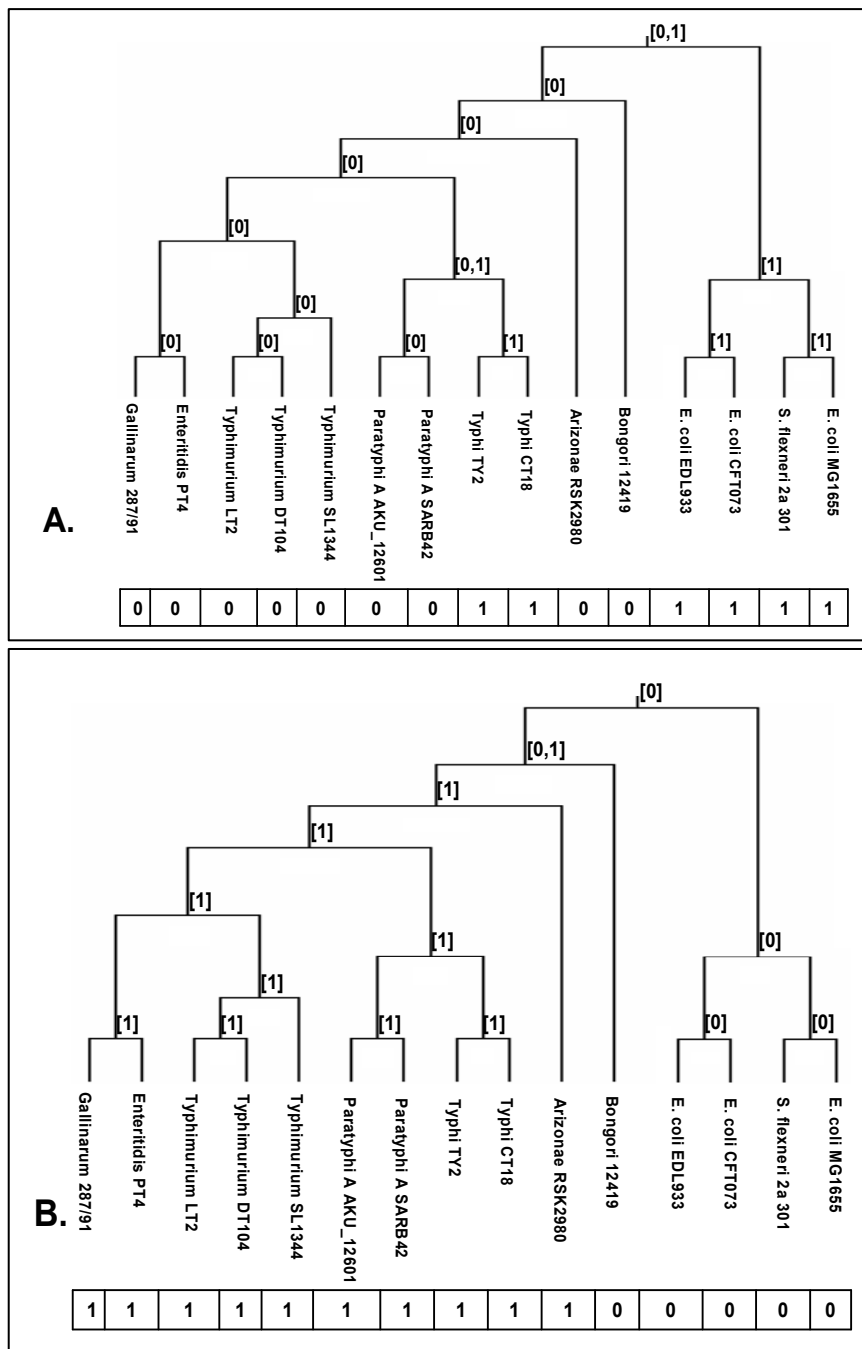 [0,1]
[0]
[0]
[0]
[0]
[0,1]
[1]
[0]
[0]
[0]
[0]
[1]
[1]
[1]
Gallinarum 287/91
Enteritidis PT4
Typhimurium LT2
Typhimurium DT104
Typhimurium SL1344
Paratyphi A AKU_12601
Paratyphi A SARB42
Typhi TY2
Typhi CT18
Arizonae RSK2980
Bongori 12419
E. coli EDL933
E. coli CFT073
S. flexneri 2a 301
E. coli MG1655
A.
0 0 0 0 0 0 0 1 1 0 0 1 1 1 1
[0]
[0,1]
[1]
[1]
[1]
[1]
[0]
[1]
[1]
[1]
[1]
[1]
[0]
[0]
Gallinarum 287/91
Enteritidis PT4
Typhimurium LT2
Typhimurium DT104
Typhimurium SL1344
Paratyphi A AKU_12601
Paratyphi A SARB42
Typhi TY2
Typhi CT18
Arizonae RSK2980
Bongori 12419
E. coli EDL933
E. coli CFT073
S. flexneri 2a 301
E. coli MG1655
B.
1 1 1 1 1 1 1 1 1 1 0 0 0 0 0